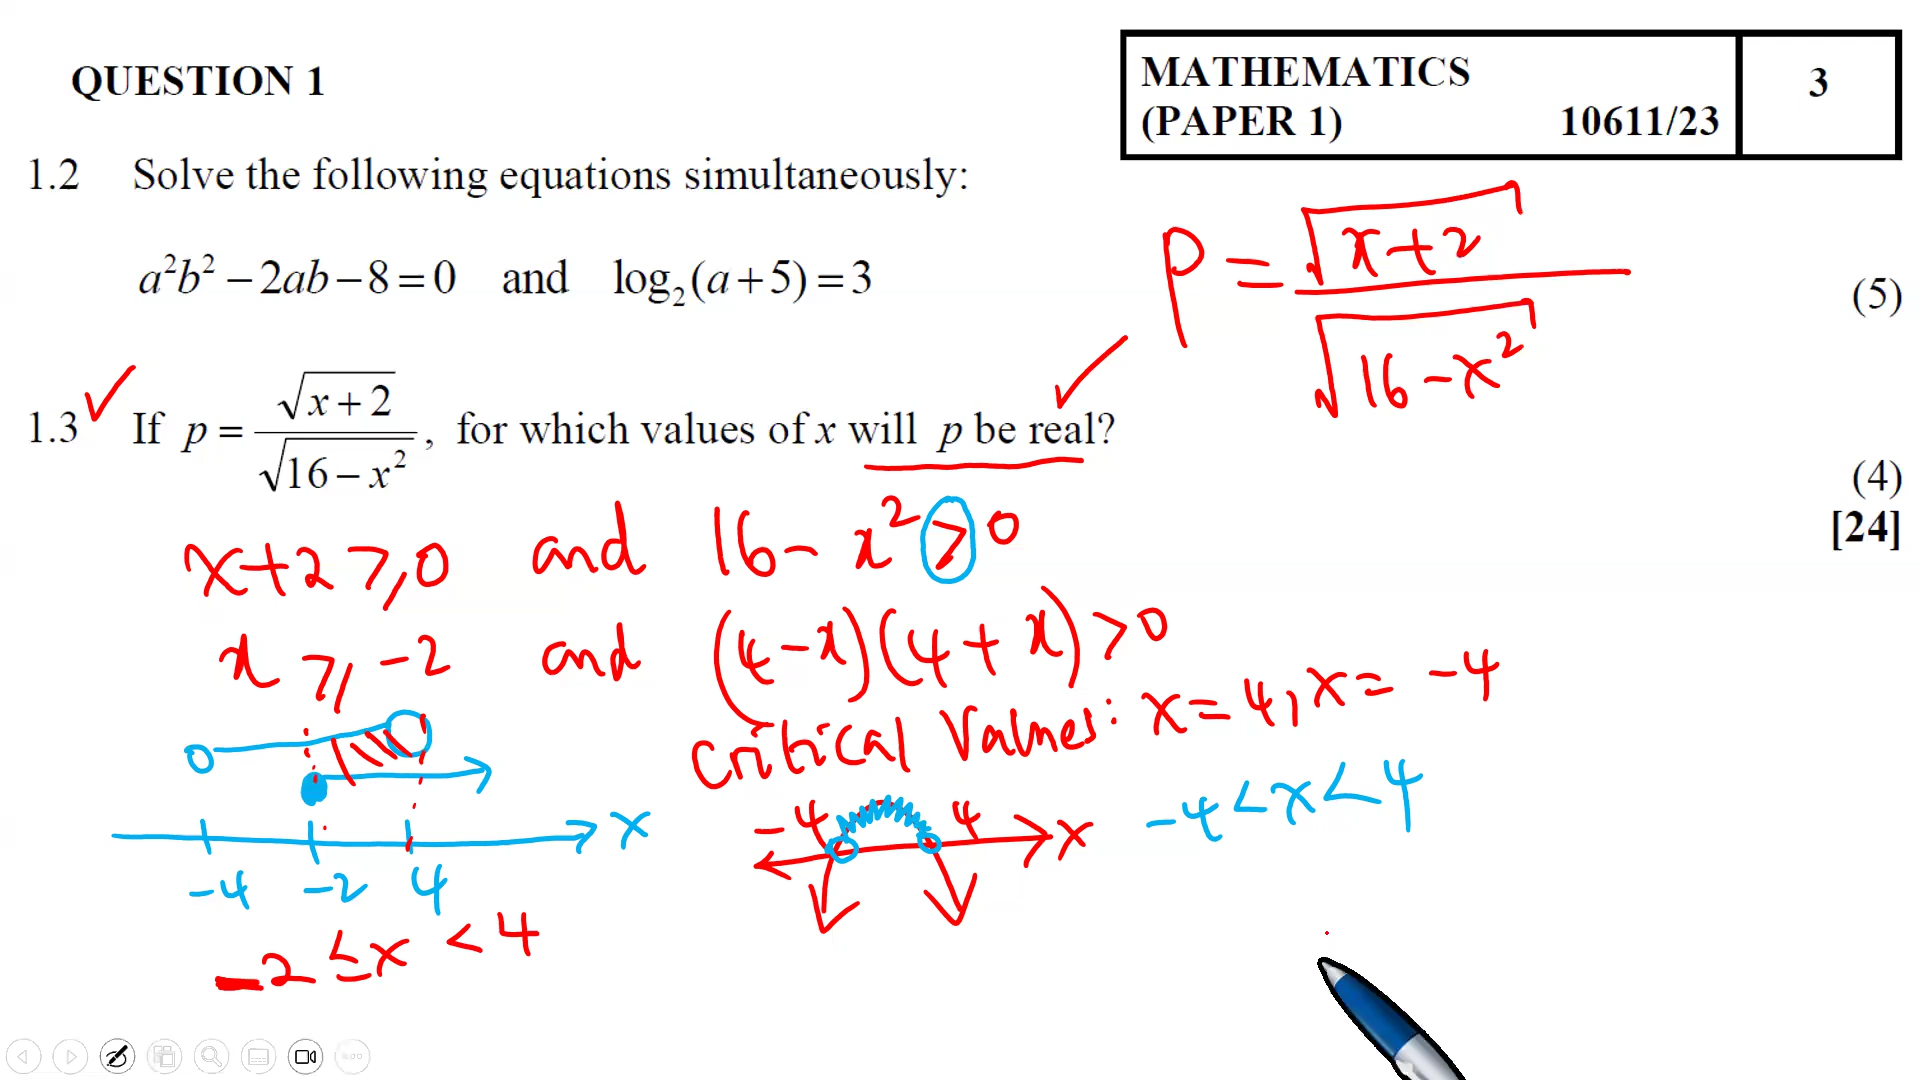 QUESTION 1
MATHEMATICS
(PAPER 1) 10611/23
3
1.2 Solve the following equations simultaneously:
a²b² − 2ab − 8 = 0 and log₂(a + 5) = 3
(5)
P = √(x+2) / √(16−x²)
1.3 If p = √(x + 2) / √(16 − x²), for which values of x will p be real?
(4)
[24]
x+2 ≥ 0 and 16 − x² > 0
x ≥ −2 and (4−x)(4+x) > 0
Critical Values: x = 4, x = −4
−4 4 x
−4 < x < 4
x
−4 −2 4
−2 ≤ x < 4